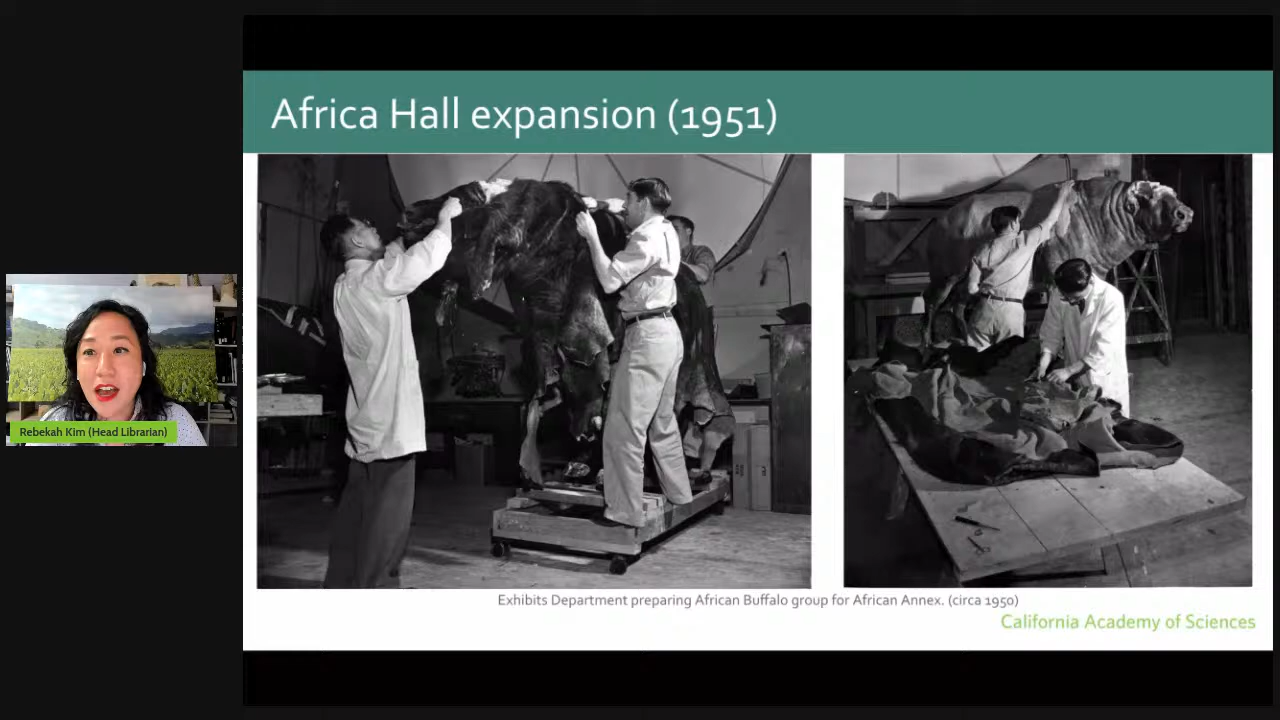 Africa Hall expansion (1951)
Rebekah Kim (Head Librarian)
Exhibits Department preparing African Buffalo group for African Annex. (circa 1950)
California Academy of Sciences